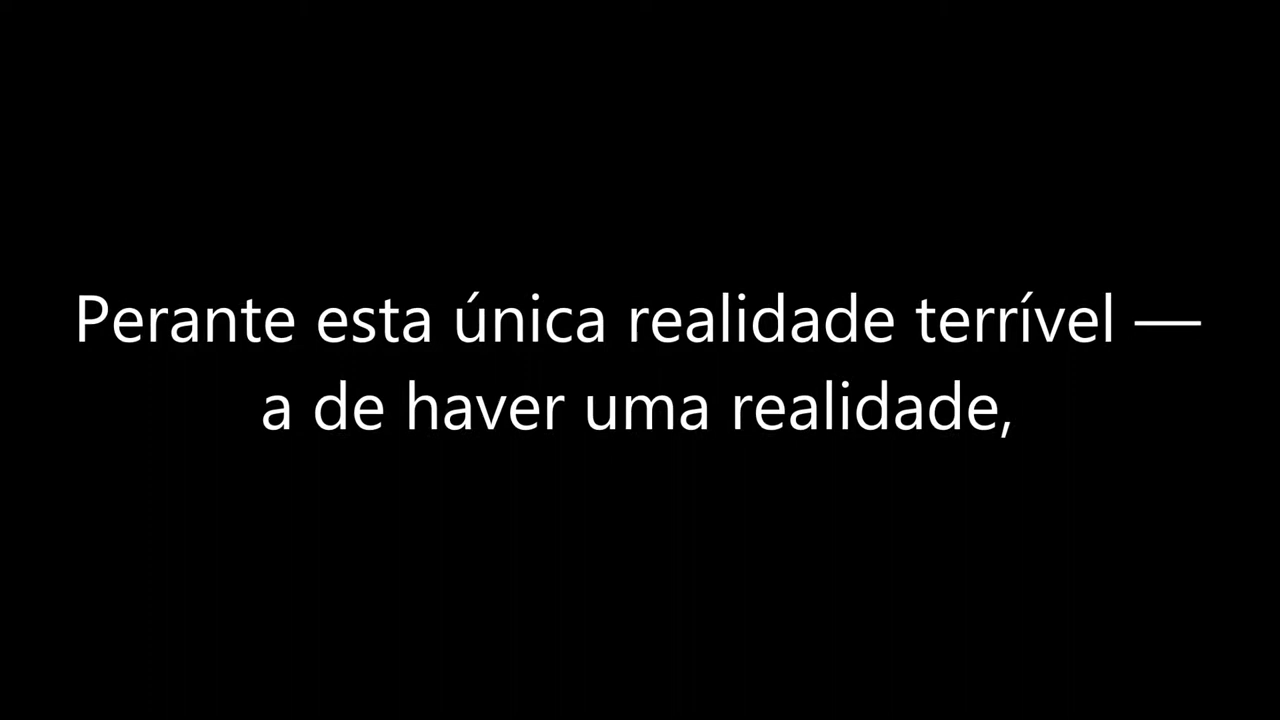 Perante esta única realidade terrível —
a de haver uma realidade,